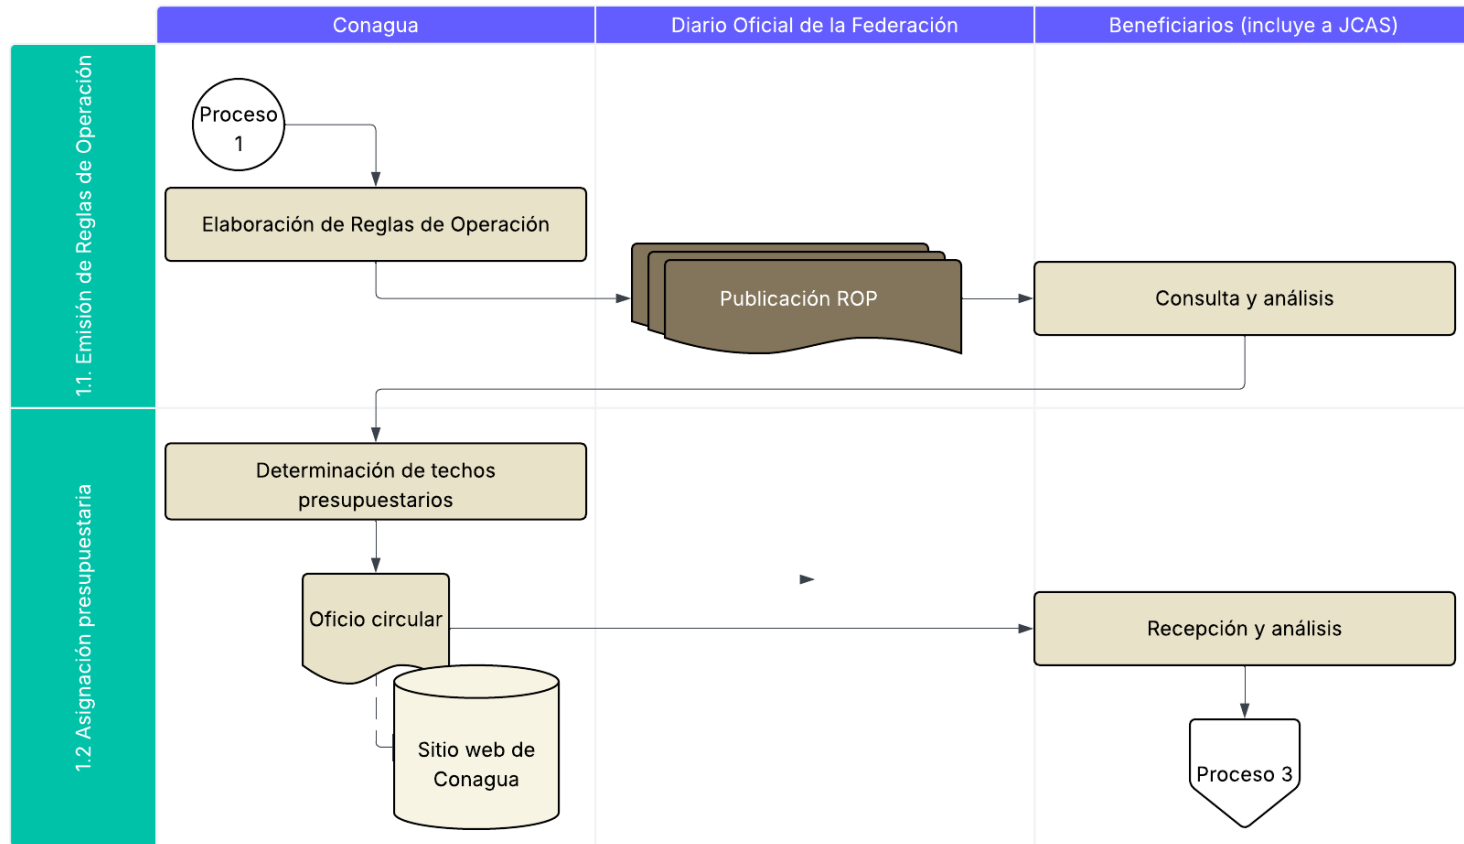 Conagua
Diario Oficial de la Federación
Beneficiarios (incluye a JCAS)
1.1. Emisión de Reglas de Operación
Proceso
1
Elaboración de Reglas de Operación
Publicación ROP
Consulta y análisis
1.2 Asignación presupuestaria
Determinación de techos
presupuestarios
Oficio circular
Recepción y análisis
Sitio web de
Conagua
Proceso 3